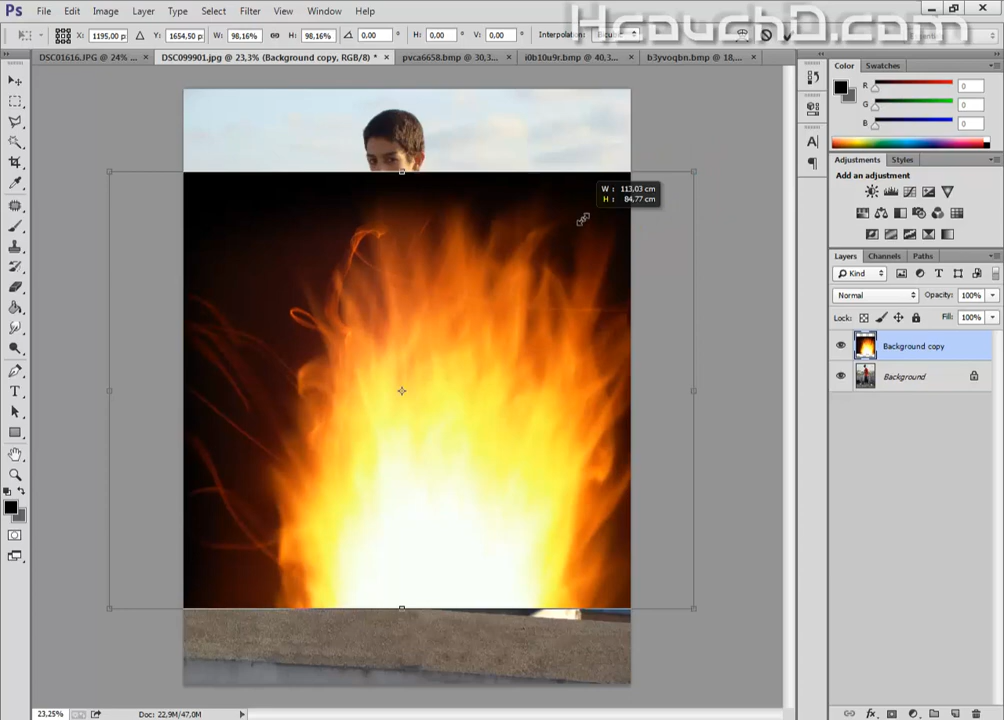 Ps File Edit Image Layer Type Select Filter View Window Help
HsouchD.com
X: 1195,00 p Y: 1654,50 p W: 98,16% H: 98,16% 0,00 ° H: 0,00 ° V: 0,00 ° Interpolation:
DSC01616.JPG @ 24% ... × DSC099901.jpg @ 23,3% (Background copy, RGB/8) * × pvca6658.bmp @ 30,3... × i0b10u9r.bmp @ 40,3... × b3yvoqbn.bmp @ 18,... ×
Color Swatches
R 0
G 0
B 0
Adjustments Styles
Add an adjustment
W : 113,03 cm
H : 84,77 cm
Layers Channels Paths
Kind
Normal Opacity: 100%
Lock: Fill: 100%
Background copy
Background
23,25% Doc: 22,9M/47,0M